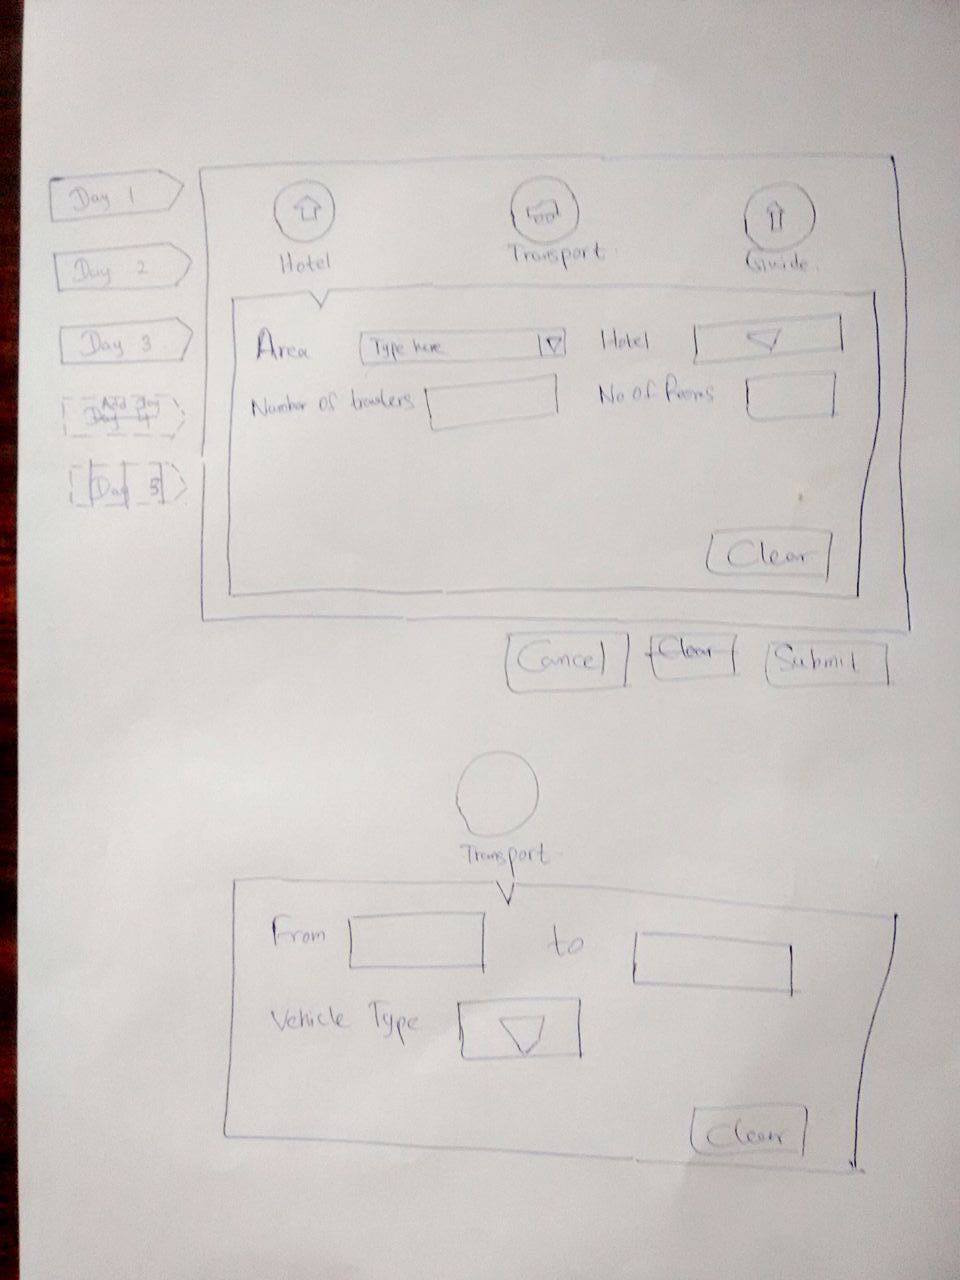 Day 1
Day 2
Day 3
Add Day
Day 4
Day 5
Hotel
Transport
Guide
Area
Type here
Hotel
Number of travelers
No of Rooms
Clear
Cancel
Clear
Submit
Transport
From
to
Vehicle Type
Clear